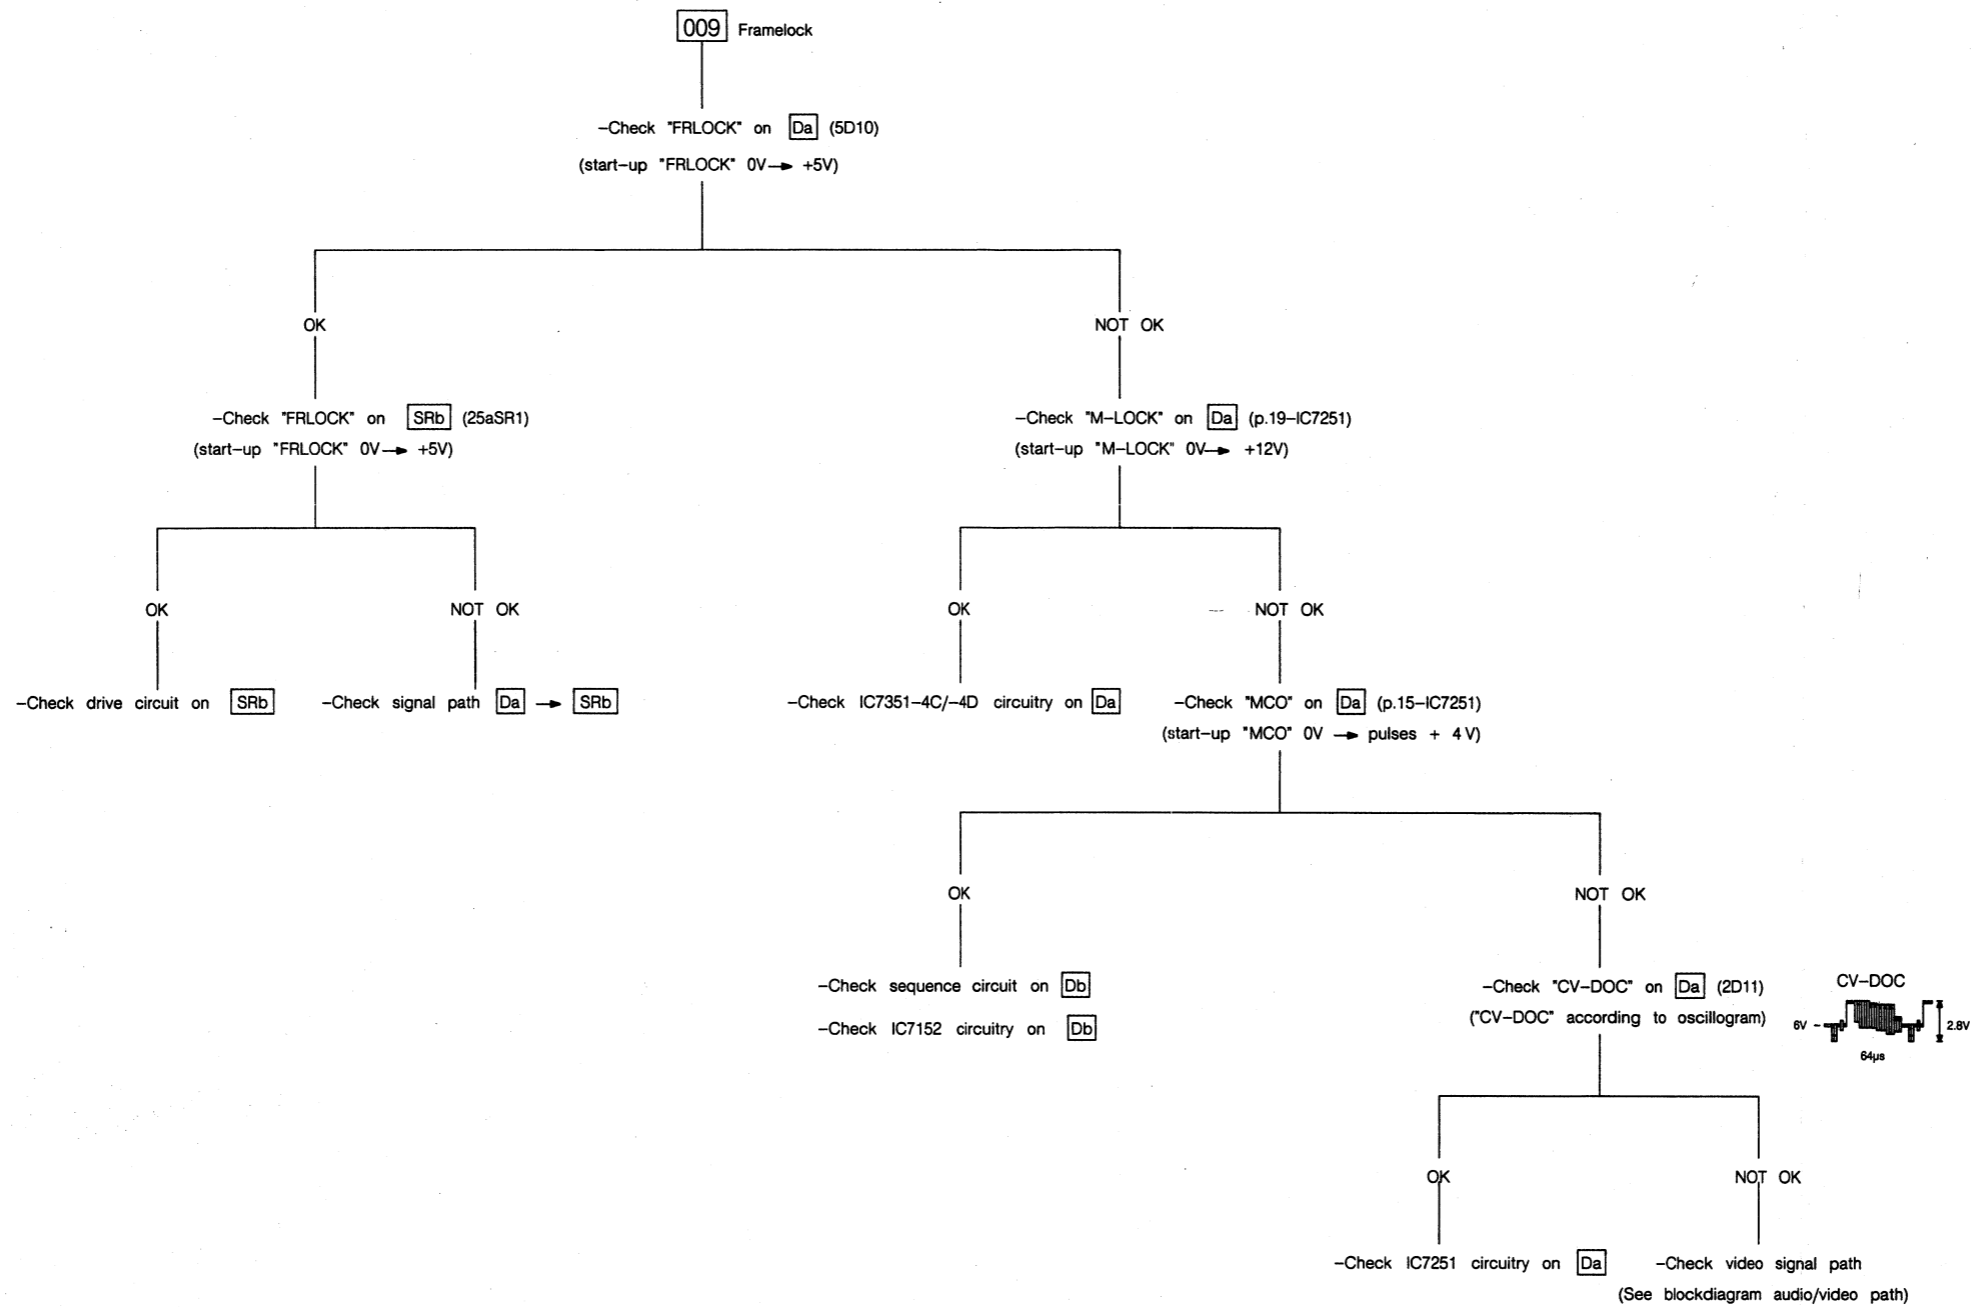 009 Framelock
-Check "FRLOCK" on Da (5D10)
(start-up "FRLOCK" 0V→ +5V)
OK
NOT OK
-Check "FRLOCK" on SRb (25aSR1)
(start-up "FRLOCK" 0V→ +5V)
-Check "M-LOCK" on Da (p.19-IC7251)
(start-up "M-LOCK" 0V→ +12V)
OK
NOT OK
OK
NOT OK
-Check drive circuit on SRb
-Check signal path Da → SRb
-Check IC7351-4C/-4D circuitry on Da
-Check "MCO" on Da (p.15-IC7251)
(start-up "MCO" 0V → pulses + 4V)
OK
NOT OK
-Check sequence circuit on Db
-Check IC7152 circuitry on Db
-Check "CV-DOC" on Da (2D11)
("CV-DOC" according to oscillogram)
CV-DOC
6V
2.8V
64µs
OK
NOT OK
-Check IC7251 circuitry on Da
-Check video signal path
(See blockdiagram audio/video path)